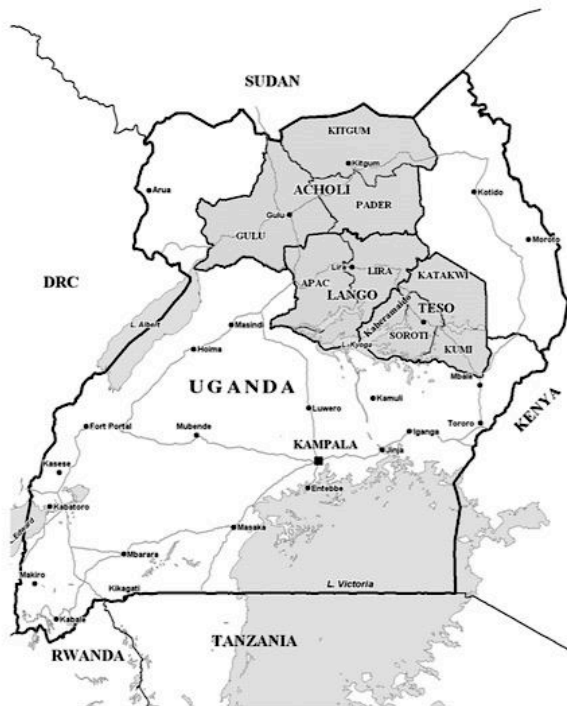 SUDAN
KITGUM
Kitgum
Arua
ACHOLI
PADER
Kotido
Gulu
GULU
Moroto
DRC
Lira
LIRA
KATAKWI
APAC
LANGO
Kaberamaido
TESO
L. Albert
Masindi
SOROTI
L. Kyoga
KUMI
Hoima
Mbale
UGANDA
Kamuli
KENYA
Luwero
Fort Portal
Mubende
Iganga
Tororo
KAMPALA
Jinja
Kasese
Entebbe
Kabatoro
Edward
Masaka
Mbarara
Makiro
Kikagati
L. Victoria
Kabale
TANZANIA
RWANDA